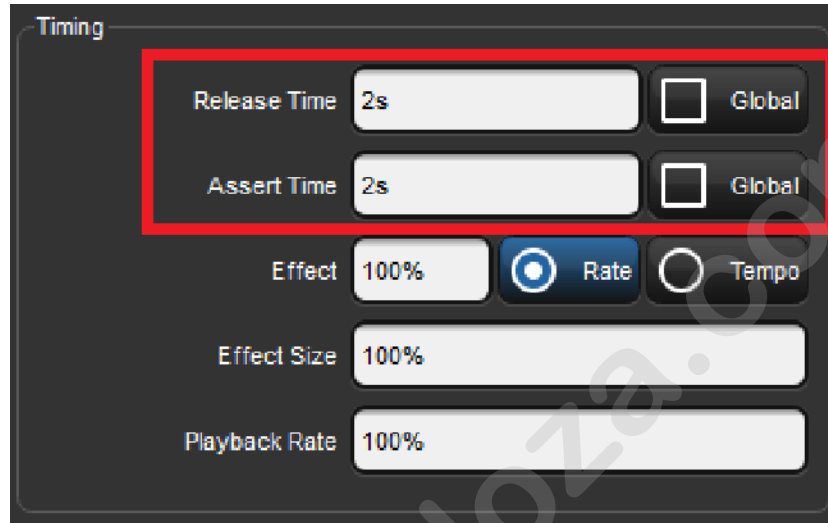 Timing
Release Time 2s Global
Assert Time 2s Global
Effect 100% Rate Tempo
Effect Size 100%
Playback Rate 100%